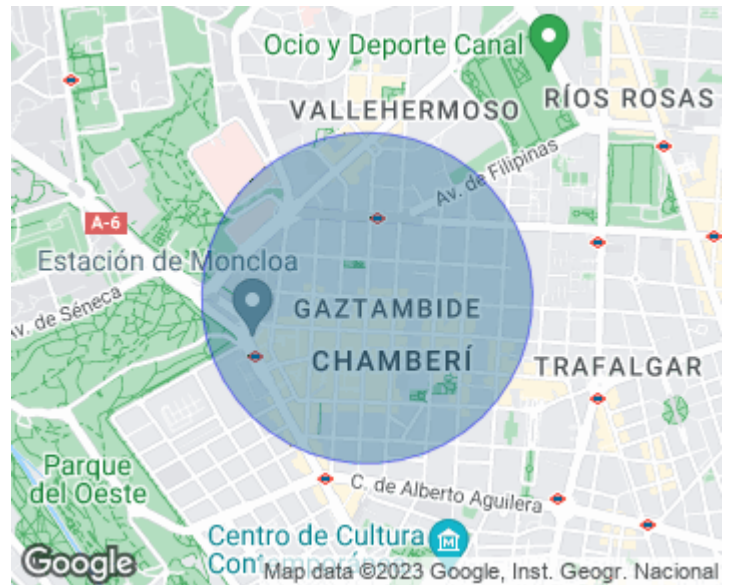 Ocio y Deporte Canal
VALLEHERMOSO
RÍOS ROSAS
Av. de Filipinas
A-6
Estación de Moncloa
Av. de Séneca
GAZTAMBIDE
CHAMBERÍ
TRAFALGAR
Parque
del Oeste
C. de Alberto Aguilera
Centro de Cultura
Contemporán
Google
Map data ©2023 Google, Inst. Geogr. Nacional